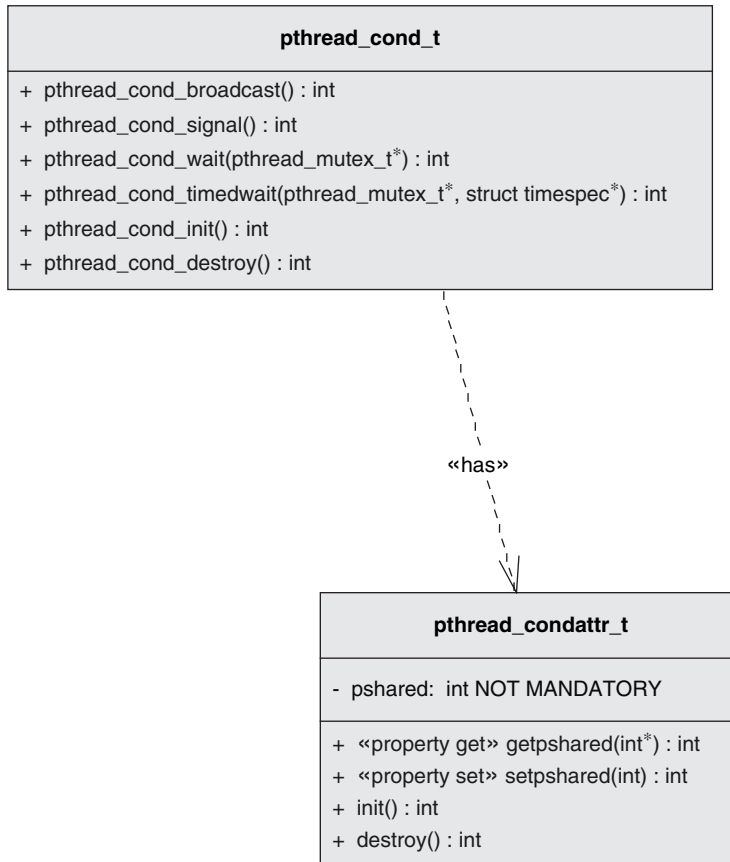 pthread_cond_t
+ pthread_cond_broadcast() : int
+ pthread_cond_signal() : int
+ pthread_cond_wait(pthread_mutex_t*) : int
+ pthread_cond_timedwait(pthread_mutex_t*, struct timespec*) : int
+ pthread_cond_init() : int
+ pthread_cond_destroy() : int
«has»
pthread_condattr_t
- pshared: int NOT MANDATORY
+ «property get» getpshared(int*) : int
+ «property set» setpshared(int) : int
+ init() : int
+ destroy() : int